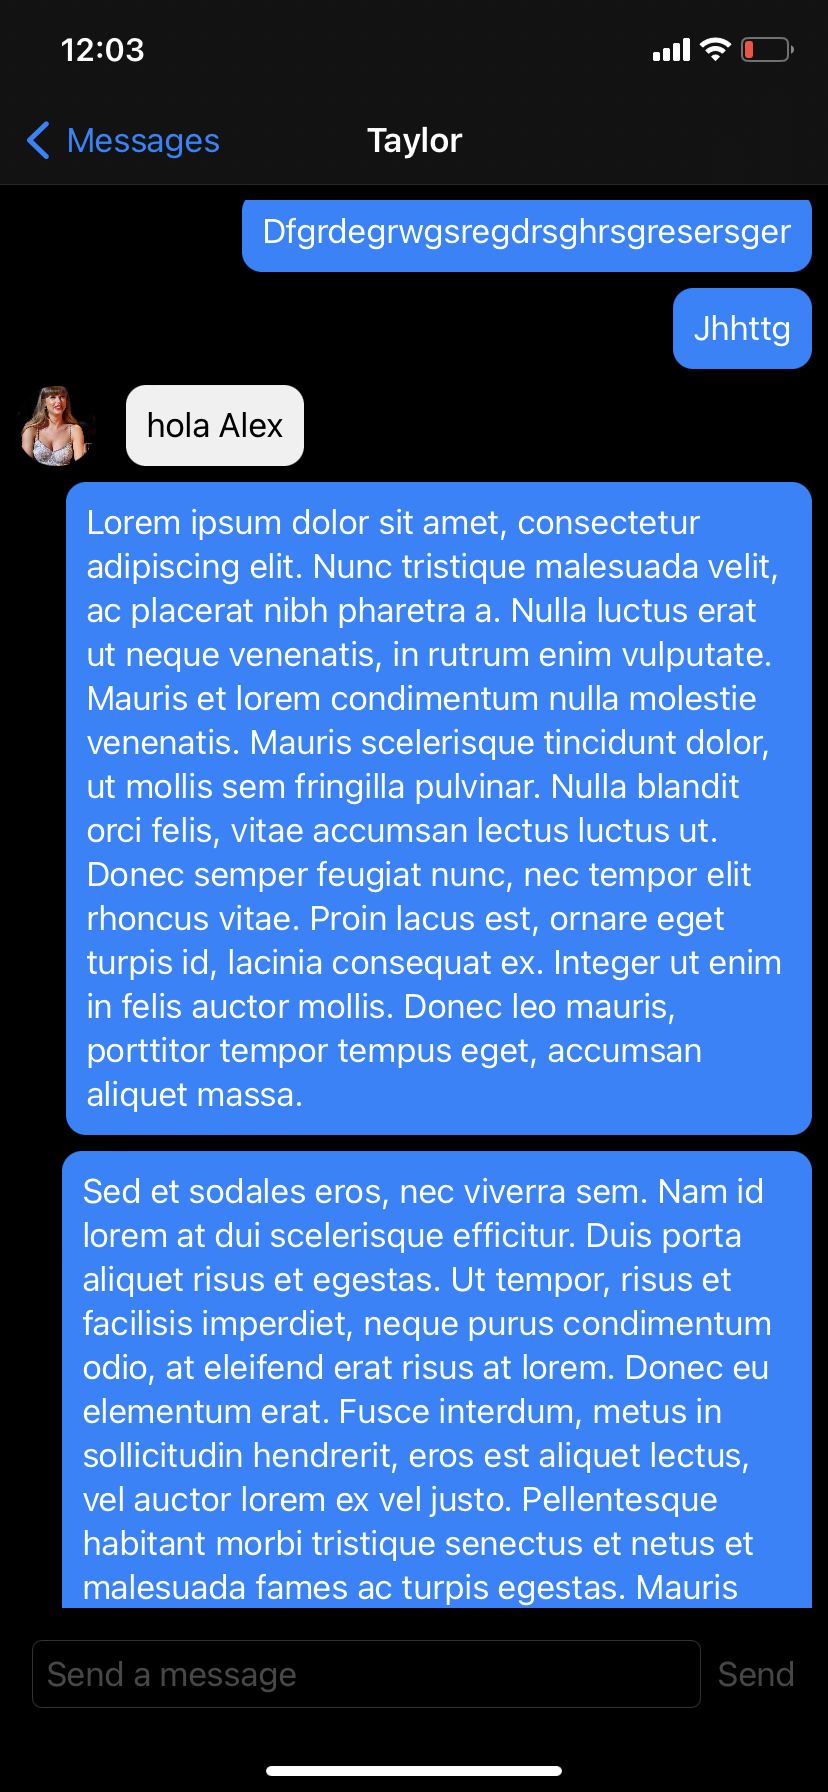 12:03
Messages
Taylor
Dfgrdegrwgsregdrsghrsgresersger
Jhhttg
hola Alex
Lorem ipsum dolor sit amet, consectetur
adipiscing elit. Nunc tristique malesuada velit,
ac placerat nibh pharetra a. Nulla luctus erat
ut neque venenatis, in rutrum enim vulputate.
Mauris et lorem condimentum nulla molestie
venenatis. Mauris scelerisque tincidunt dolor,
ut mollis sem fringilla pulvinar. Nulla blandit
orci felis, vitae accumsan lectus luctus ut.
Donec semper feugiat nunc, nec tempor elit
rhoncus vitae. Proin lacus est, ornare eget
turpis id, lacinia consequat ex. Integer ut enim
in felis auctor mollis. Donec leo mauris,
porttitor tempor tempus eget, accumsan
aliquet massa.
Sed et sodales eros, nec viverra sem. Nam id
lorem at dui scelerisque efficitur. Duis porta
aliquet risus et egestas. Ut tempor, risus et
facilisis imperdiet, neque purus condimentum
odio, at eleifend erat risus at lorem. Donec eu
elementum erat. Fusce interdum, metus in
sollicitudin hendrerit, eros est aliquet lectus,
vel auctor lorem ex vel justo. Pellentesque
habitant morbi tristique senectus et netus et
malesuada fames ac turpis egestas. Mauris
Send a message
Send